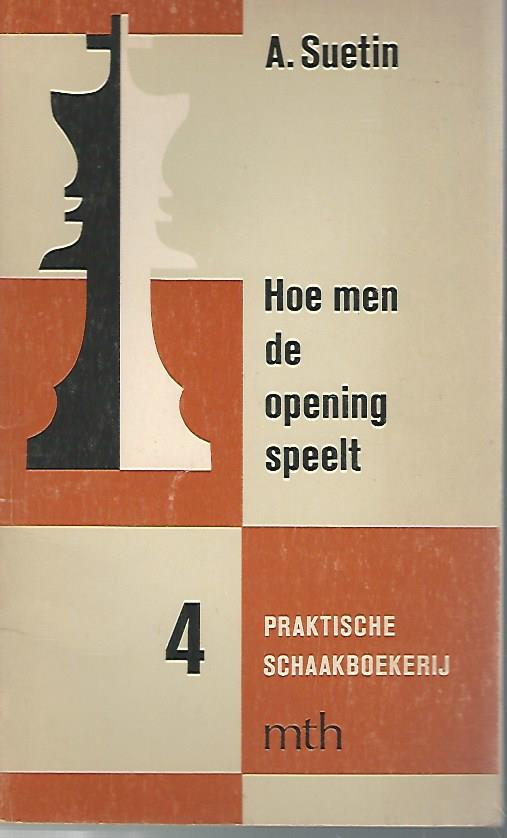 A. Suetin
Hoe men
de
opening
speelt
4
PRAKTISCHE
SCHAAKBOEKERIJ
mth